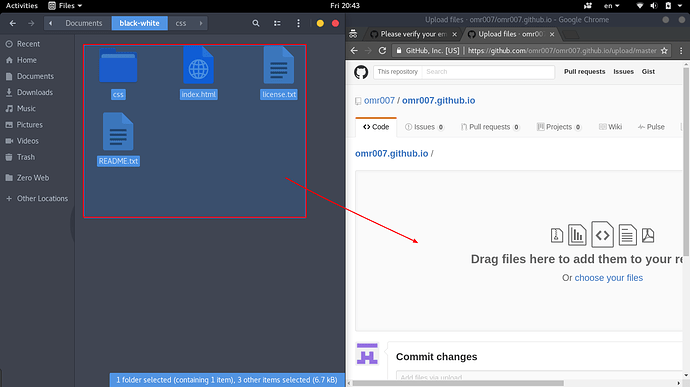 Activities
Files
Fri 20:43
en
Documents
black-white
css
Recent
Home
Documents
Downloads
Music
Pictures
Videos
Trash
Zero Web
Other Locations
css
index.html
license.txt
README.txt
1 folder selected (containing 1 item), 3 other items selected (6.7 kB)
Upload files · omr007/omr007.github.io - Google Chrome
Please verify your em
Upload files · omr007
GitHub, Inc. [US]
https://github.com/omr007/omr007.github.io/upload/master
This repository
Search
Pull requests
Issues
Gist
omr007 / omr007.github.io
Code
Issues 0
Pull requests 0
Projects 0
Wiki
Pulse
omr007.github.io /
Drag files here to add them to your re
Or choose your files
Commit changes
Add files via upload